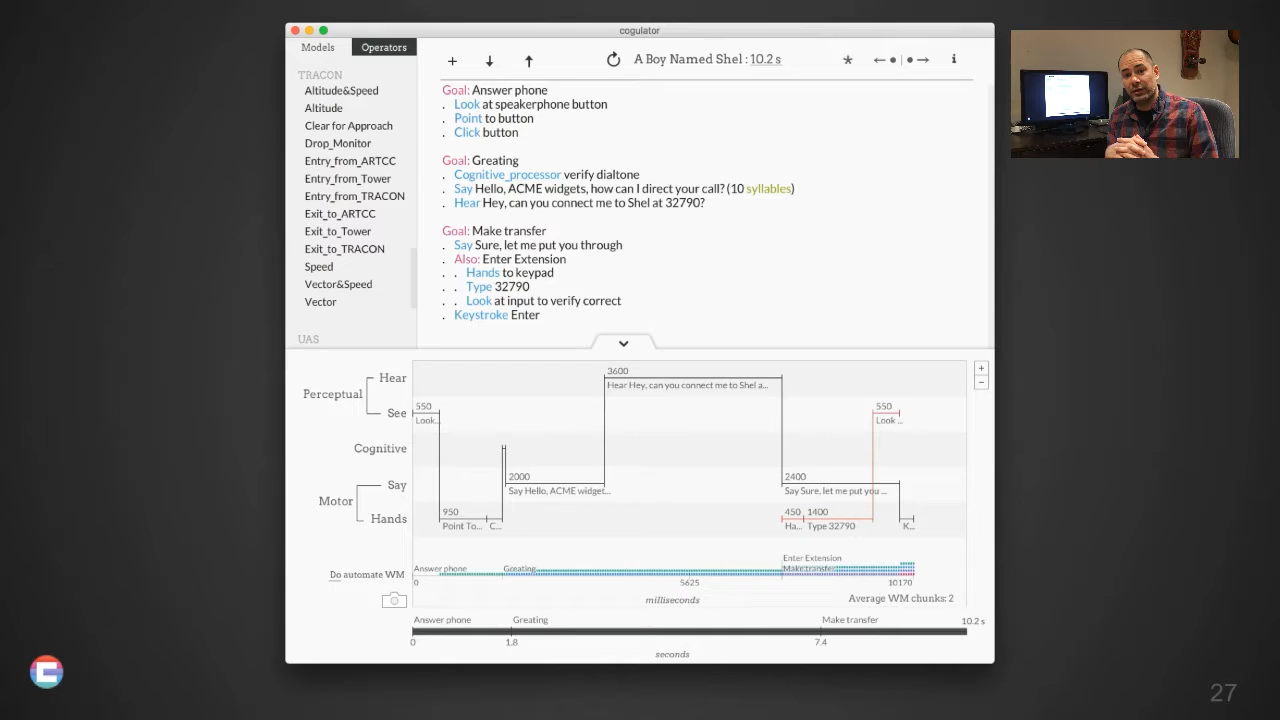 cogulator
Models Operators
A Boy Named Shel : 10.2 s
TRACON
Altitude&Speed
Altitude
Clear for Approach
Drop_Monitor
Entry_from_ARTCC
Entry_from_Tower
Entry_from_TRACON
Exit_to_ARTCC
Exit_to_Tower
Exit_to_TRACON
Speed
Vector&Speed
Vector
UAS
Goal: Answer phone
. Look at speakerphone button
. Point to button
. Click button
Goal: Greating
. Cognitive_processor verify dialtone
. Say Hello, ACME widgets, how can I direct your call? (10 syllables)
. Hear Hey, can you connect me to Shel at 32790?
Goal: Make transfer
. Say Sure, let me put you through
. Also: Enter Extension
. . Hands to keypad
. . Type 32790
. . Look at input to verify correct
. Keystroke Enter
Perceptual
Hear
See
Cognitive
Motor
Say
Hands
3600
Hear Hey, can you connect me to Shel a...
550
Look...
550
Look ...
2000
Say Hello, ACME widget...
2400
Say Sure, let me put you ...
950
Point To... C...
450 1400
Ha... Type 32790 K...
Enter Extension
Do automate WM Answer phone Greating Make transfer
0 5625 10170
milliseconds
Average WM chunks: 2
Answer phone Greating Make transfer 10.2 s
0 1.8 7.4
seconds
27